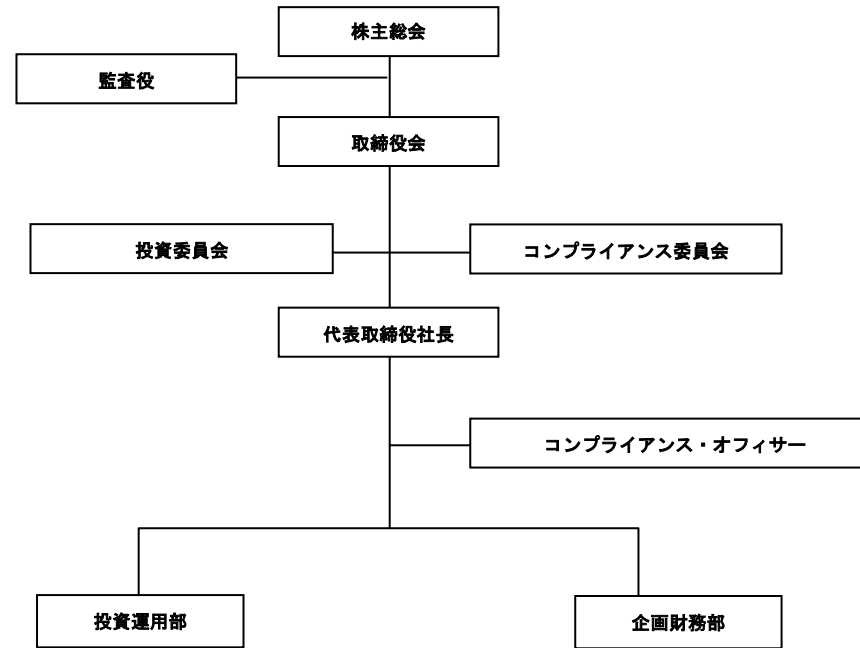 株主総会
監査役
取締役会
投資委員会
コンプライアンス委員会
代表取締役社長
コンプライアンス・オフィサー
投資運用部
企画財務部